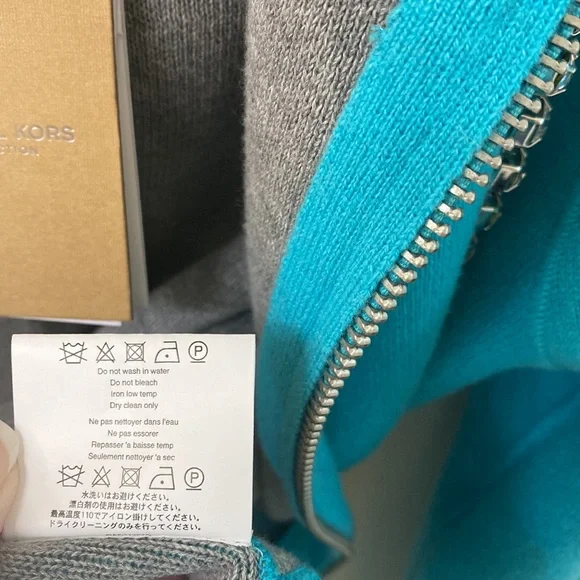 L KORS
CTION
P
Do not wash in water
Do not bleach
Iron low temp
Dry clean only
Ne pas nettoyer dans l'eau
Ne pas essorer
Repasser 'a baisse temp
Seulement nettoyer 'a sec
P
水洗いはお避けください。
漂白剤の使用はお避けください。
最高温度110でアイロン掛けしてください。
ドライクリーニングのみを行ってください。